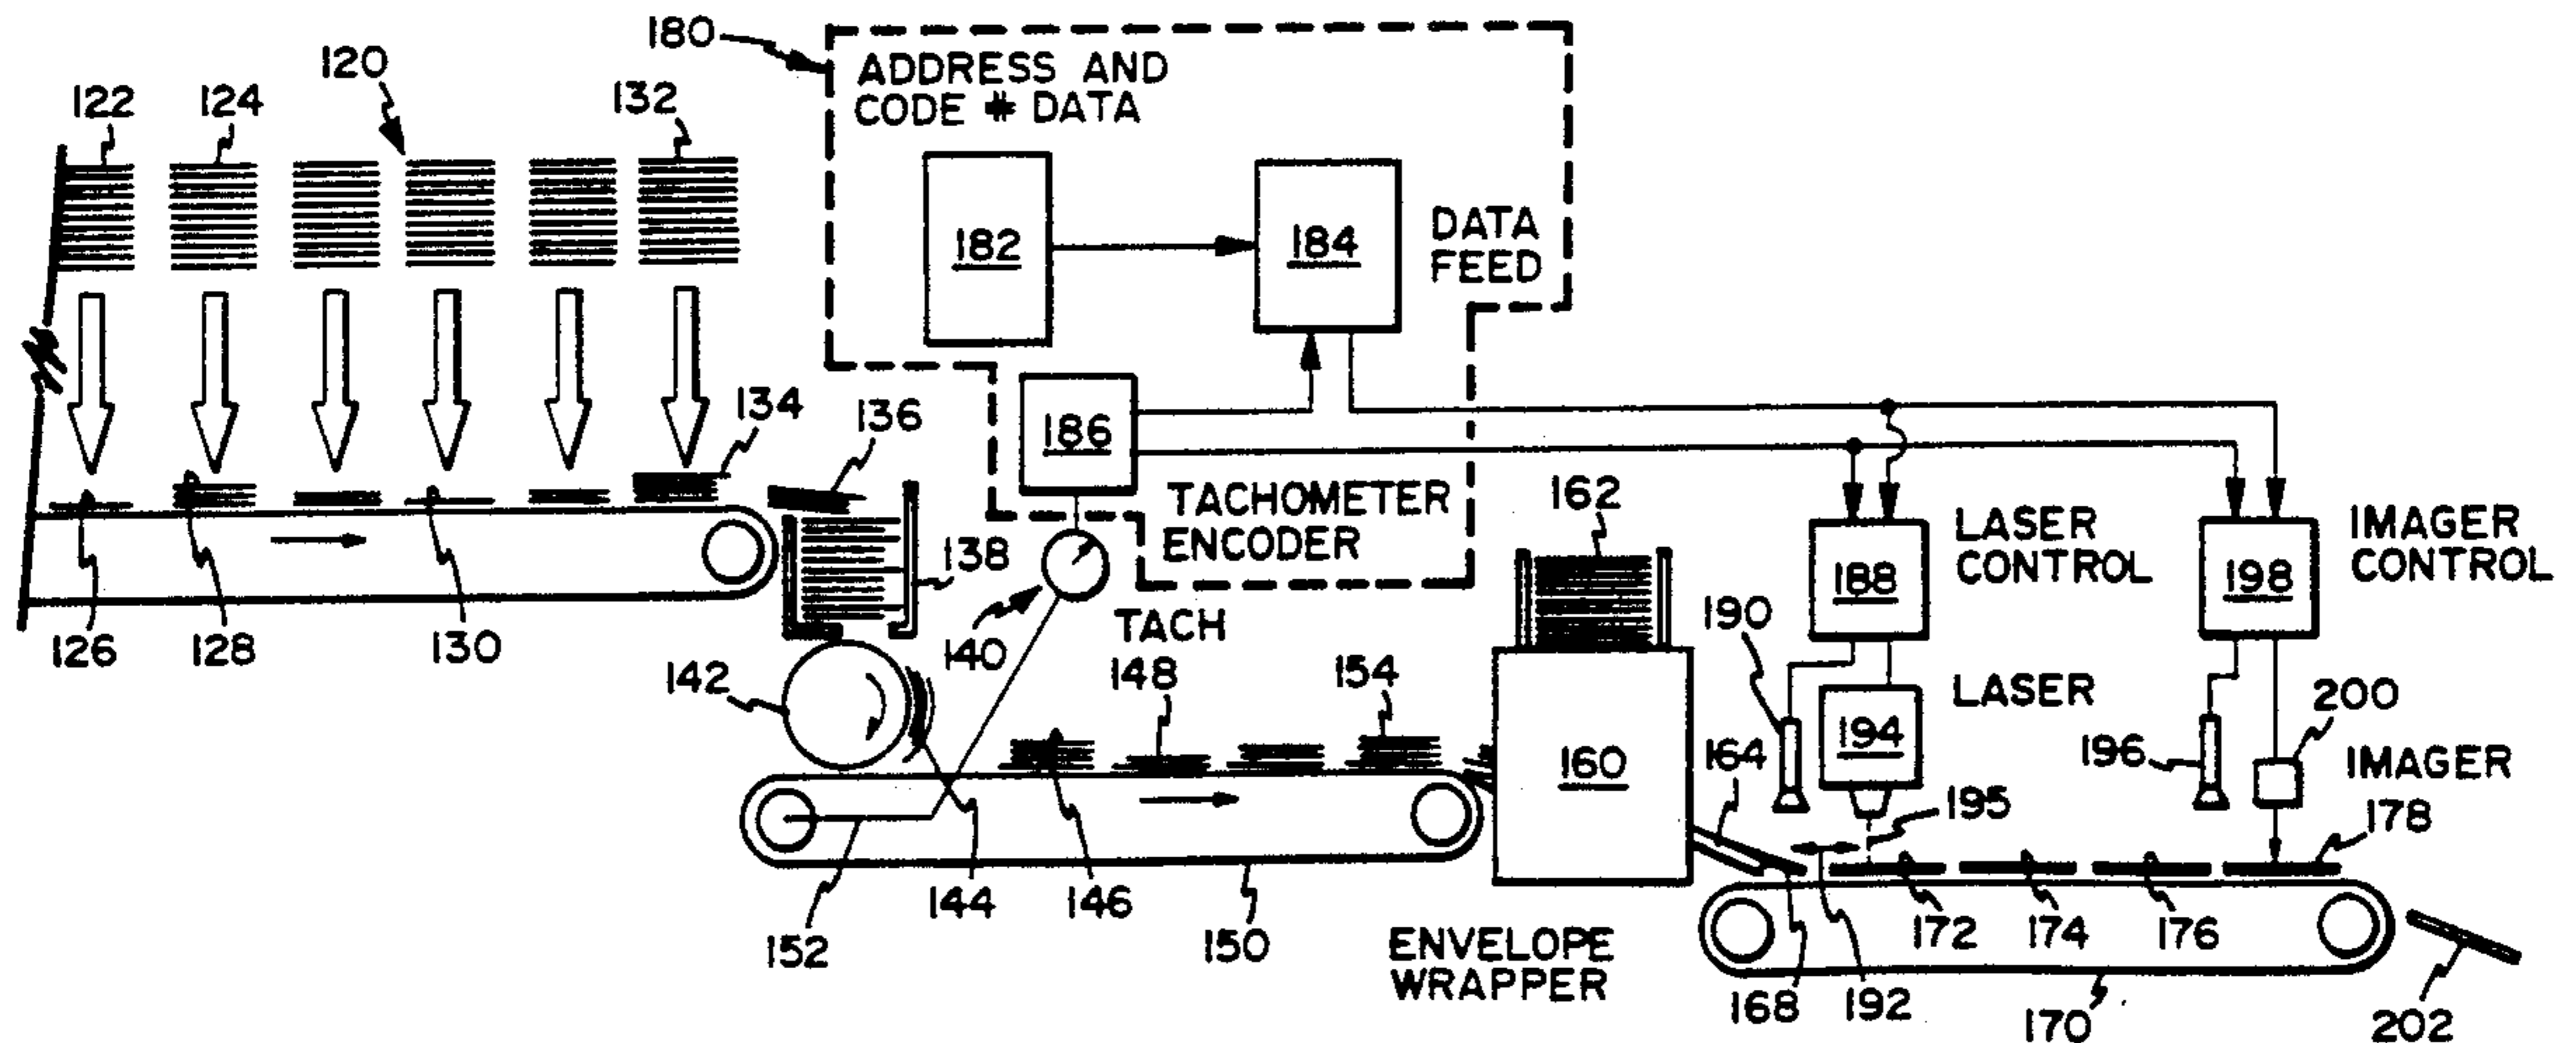 180
ADDRESS AND
CODE # DATA
120
122
124
132
182
184
DATA
FEED
134
136
186
TACHOMETER
ENCODER
162
LASER
CONTROL
IMAGER
CONTROL
138
188
198
126
128
130
140
TACH
190
142
148
154
LASER
200
194
196
160
164
IMAGER
195
178
144
146
152
150
172
174
176
ENVELOPE
WRAPPER
168
192
170
202